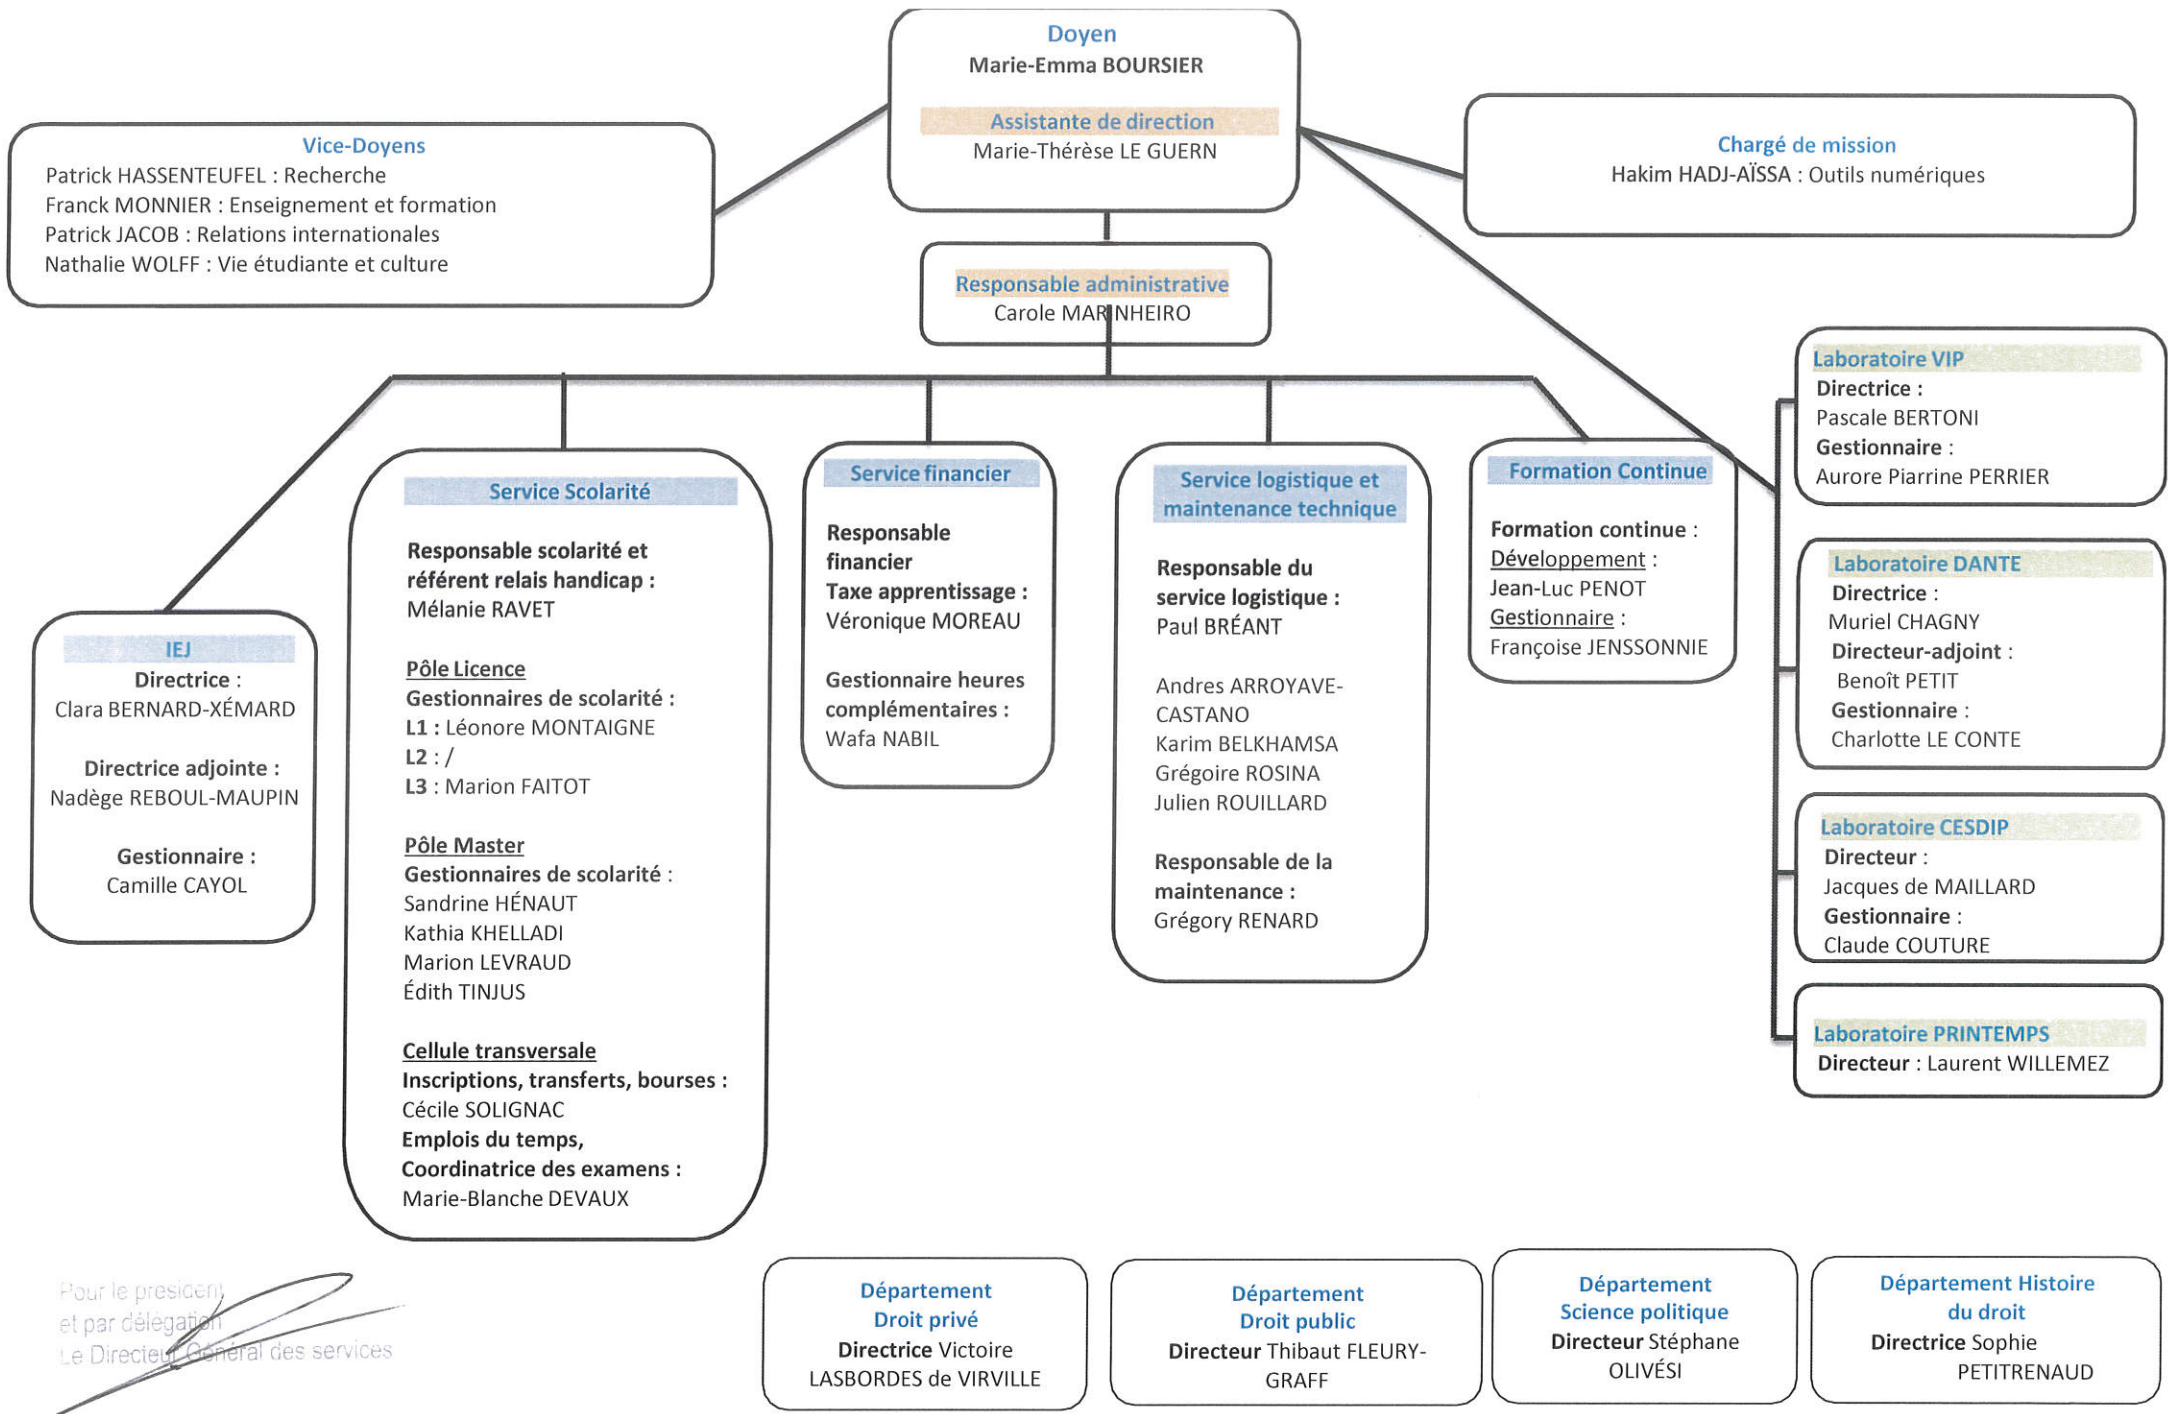 Doyen
Marie-Emma BOURSIER
Assistante de direction
Marie-Thérèse LE GUERN
Vice-Doyens
Patrick HASSENTEUFEL : Recherche
Franck MONNIER : Enseignement et formation
Patrick JACOB : Relations internationales
Nathalie WOLFF : Vie étudiante et culture
Chargé de mission
Hakim HADJ-AÏSSA : Outils numériques
Responsable administrative
Carole MARINHEIRO
IEJ
Directrice :
Clara BERNARD-XÉMARD
Directrice adjointe :
Nadège REBOUL-MAUPIN
Gestionnaire :
Camille CAYOL
Service Scolarité
Responsable scolarité et
référent relais handicap :
Mélanie RAVET
Pôle Licence
Gestionnaires de scolarité :
L1 : Léonore MONTAIGNE
L2 : /
L3 : Marion FAITOT
Pôle Master
Gestionnaires de scolarité :
Sandrine HÉNAUT
Kathia KHELLADI
Marion LEVRAUD
Édith TINJUS
Cellule transversale
Inscriptions, transferts, bourses :
Cécile SOLIGNAC
Emplois du temps,
Coordinatrice des examens :
Marie-Blanche DEVAUX
Service financier
Responsable
financier
Taxe apprentissage :
Véronique MOREAU
Gestionnaire heures
complémentaires :
Wafa NABIL
Service logistique et
maintenance technique
Responsable du
service logistique :
Paul BRÉANT
Andres ARROYAVE-
CASTANO
Karim BELKHAMSA
Grégoire ROSINA
Julien ROUILLARD
Responsable de la
maintenance :
Grégory RENARD
Formation Continue
Formation continue :
Développement :
Jean-Luc PENOT
Gestionnaire :
Françoise JENSSONNIE
Laboratoire VIP
Directrice :
Pascale BERTONI
Gestionnaire :
Aurore Piarrine PERRIER
Laboratoire DANTE
Directrice :
Muriel CHAGNY
Directeur-adjoint :
Benoît PETIT
Gestionnaire :
Charlotte LE CONTE
Laboratoire CESDIP
Directeur :
Jacques de MAILLARD
Gestionnaire :
Claude COUTURE
Laboratoire PRINTEMPS
Directeur : Laurent WILLEMEZ
Pour le president
et par délégation
Le Directeur Général des services
Département
Droit privé
Directrice Victoire
LASBORDES de VIRVILLE
Département
Droit public
Directeur Thibaut FLEURY-
GRAFF
Département
Science politique
Directeur Stéphane
OLIVÉSI
Département Histoire
du droit
Directrice Sophie
PETITRENAUD